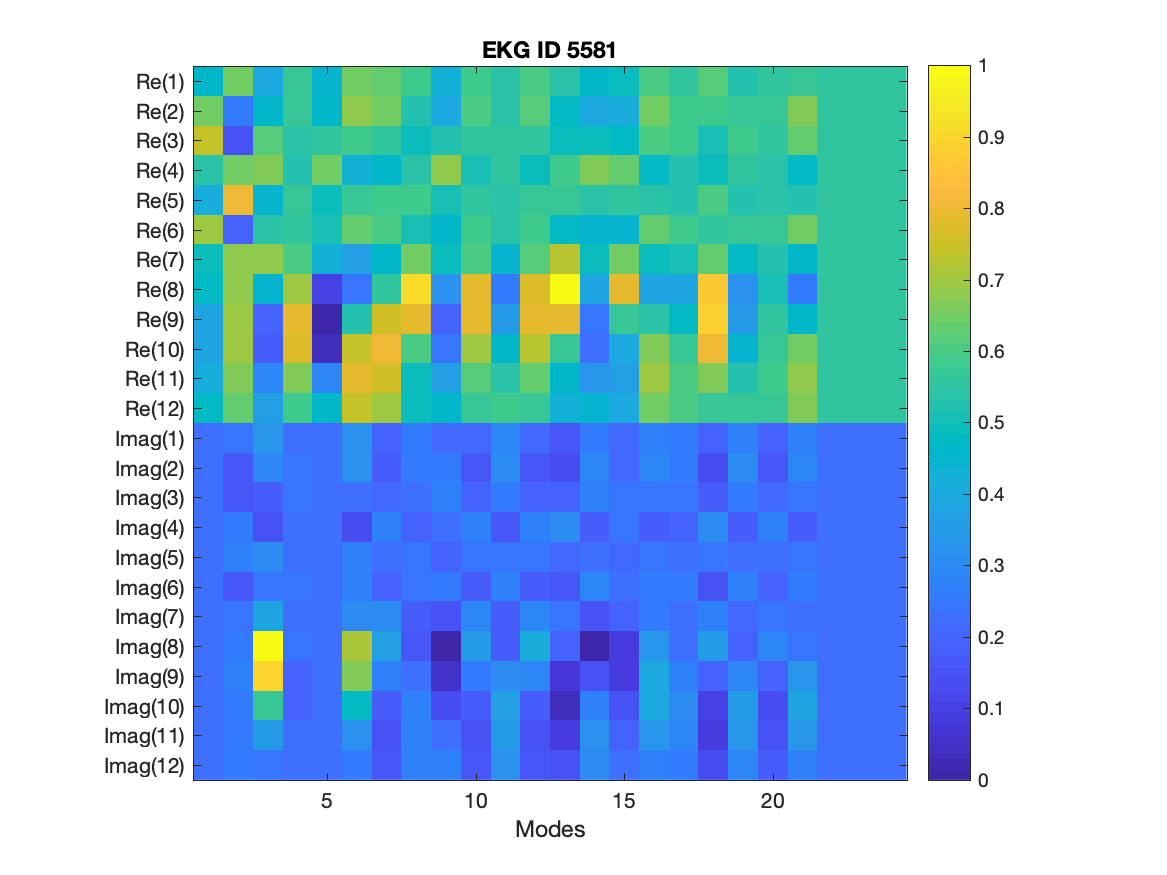 EKG ID 5581
Re(1)
Re(2)
Re(3)
Re(4)
Re(5)
Re(6)
Re(7)
Re(8)
Re(9)
Re(10)
Re(11)
Re(12)
Imag(1)
Imag(2)
Imag(3)
Imag(4)
Imag(5)
Imag(6)
Imag(7)
Imag(8)
Imag(9)
Imag(10)
Imag(11)
Imag(12)
5 10 15 20
Modes
1
0.9
0.8
0.7
0.6
0.5
0.4
0.3
0.2
0.1
0